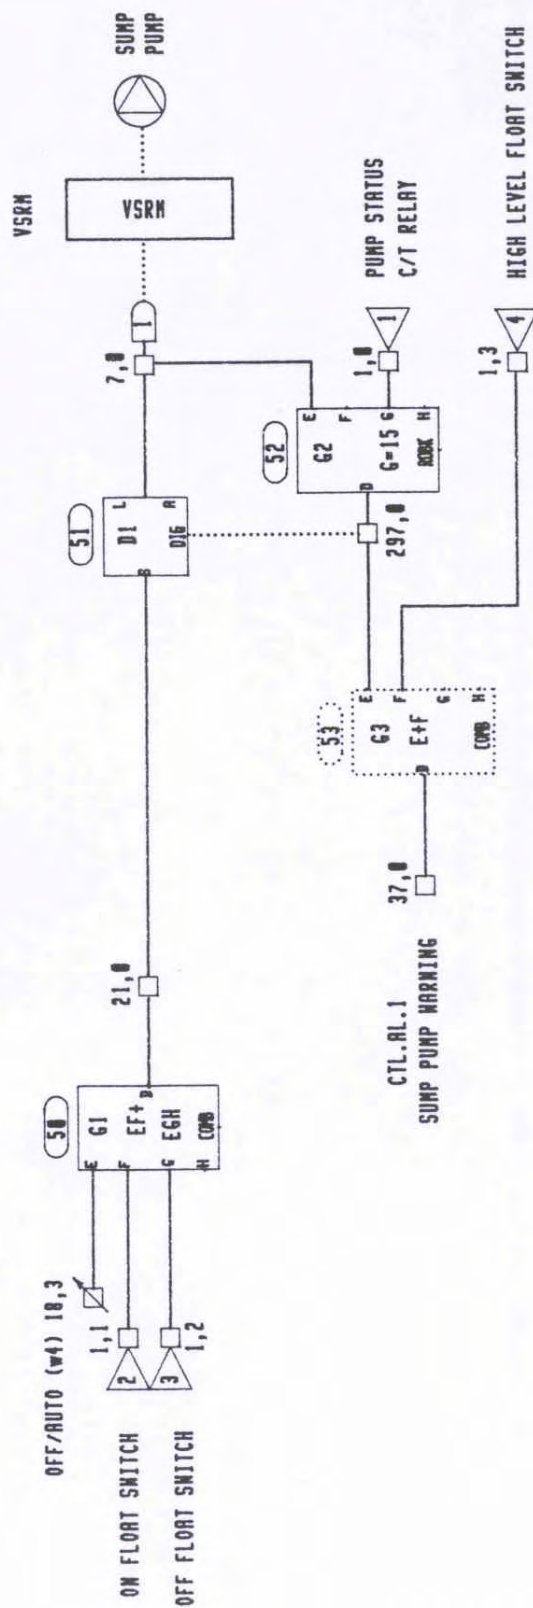 OFF/AUTO (w4) 18,3
ON FLOAT SWITCH
OFF FLOAT SWITCH
2
3
1,1
1,2
50
E
G1
F
EF+
D
G
EGH
H
COMB
21,0
51
B
D1
L
DIG
A
7,0
1
VSRM
VSRM
SUMP
PUMP
52
D
G2
E
F
G=15
G
RDBK
H
1,0
1
PUMP STATUS
C/T RELAY
297,0
53
G3
E
E+F
F
D
G
COMB
H
37,0
CTL.AL.1
SUMP PUMP WARNING
1,3
4
HIGH LEVEL FLOAT SWITCH